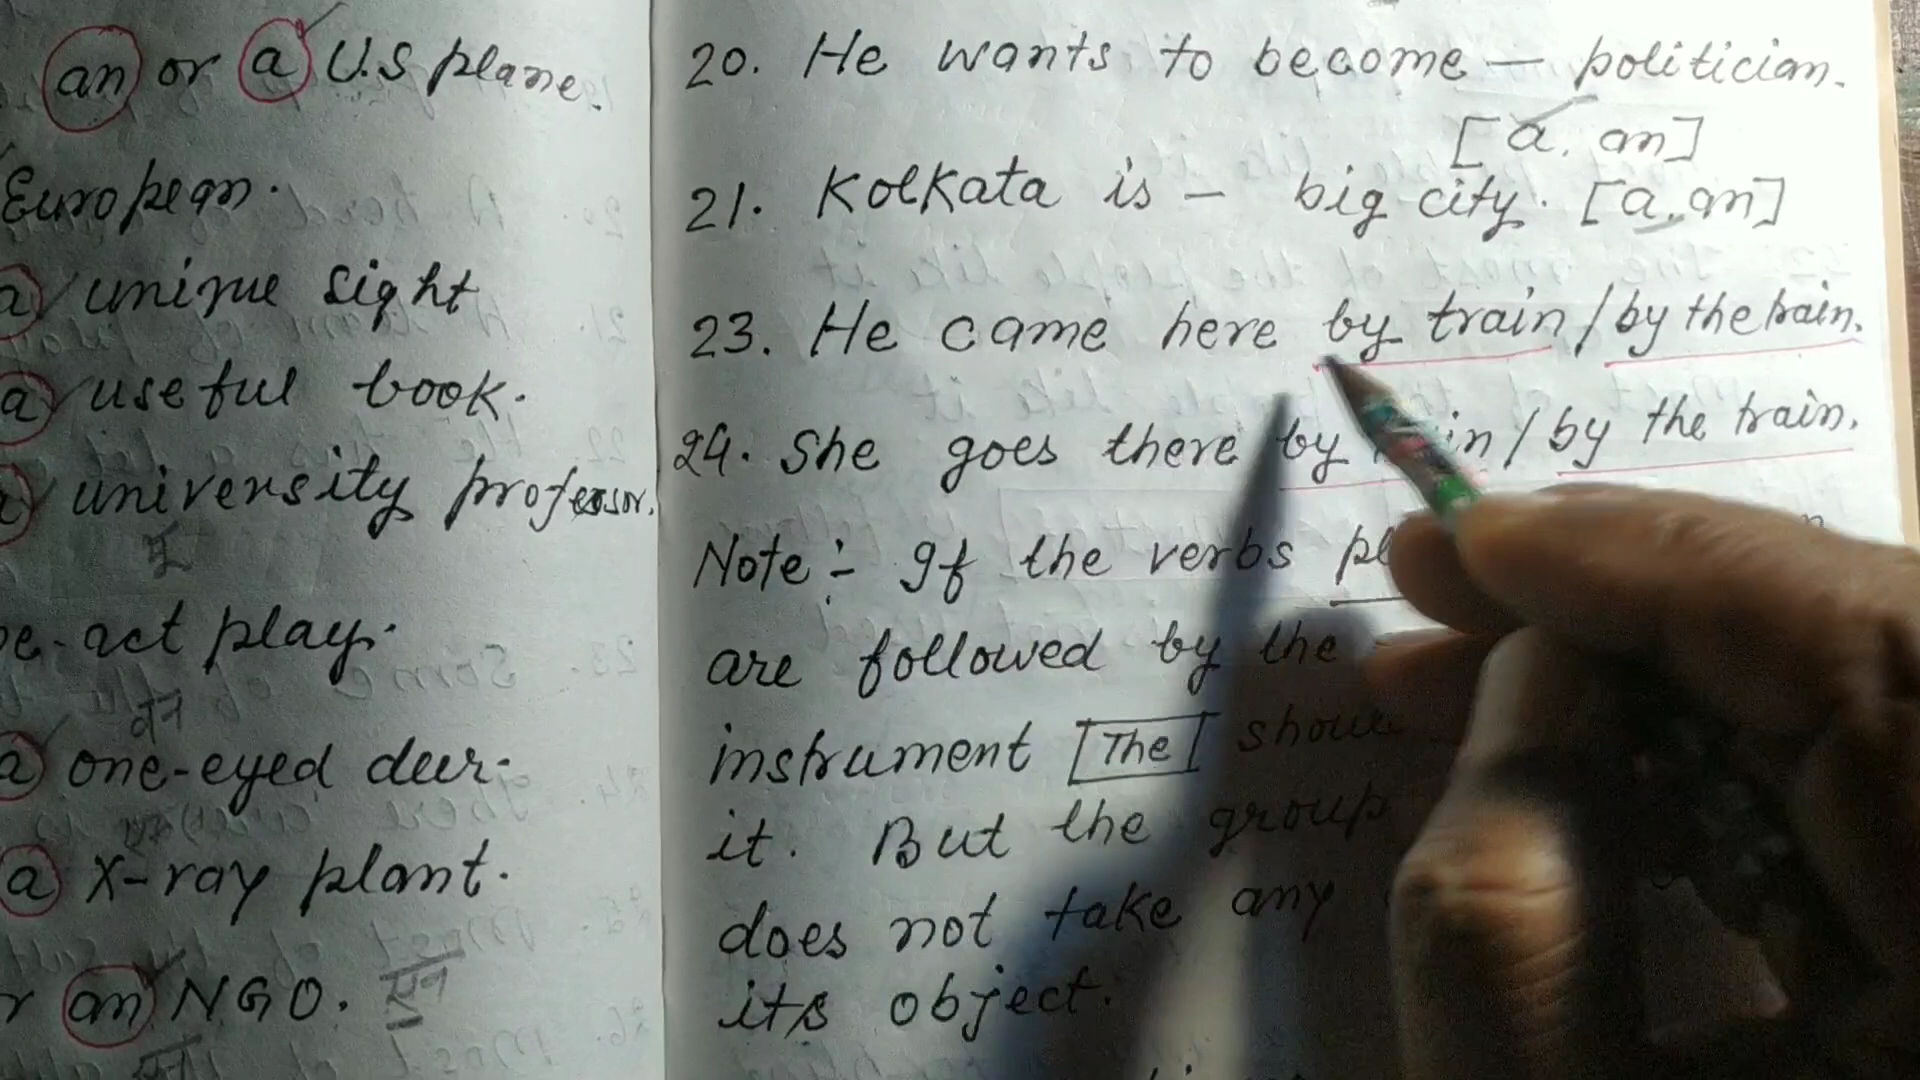 an or a U.S plane.
European.
a unique sight
a useful book.
a university professor.
यू
act play.
वन
a one-eyed deer.
a X-ray plant.
an NGO. एन
20. He wants to become — politician.
[a, an]
21. Kolkata is — big city. [a, an]
23. He came here by train / by the train.
24. She goes there by / by the train.
Note :- If the verbs
are followed by the
instrument [The]
it. But the group
does not take any
its object.